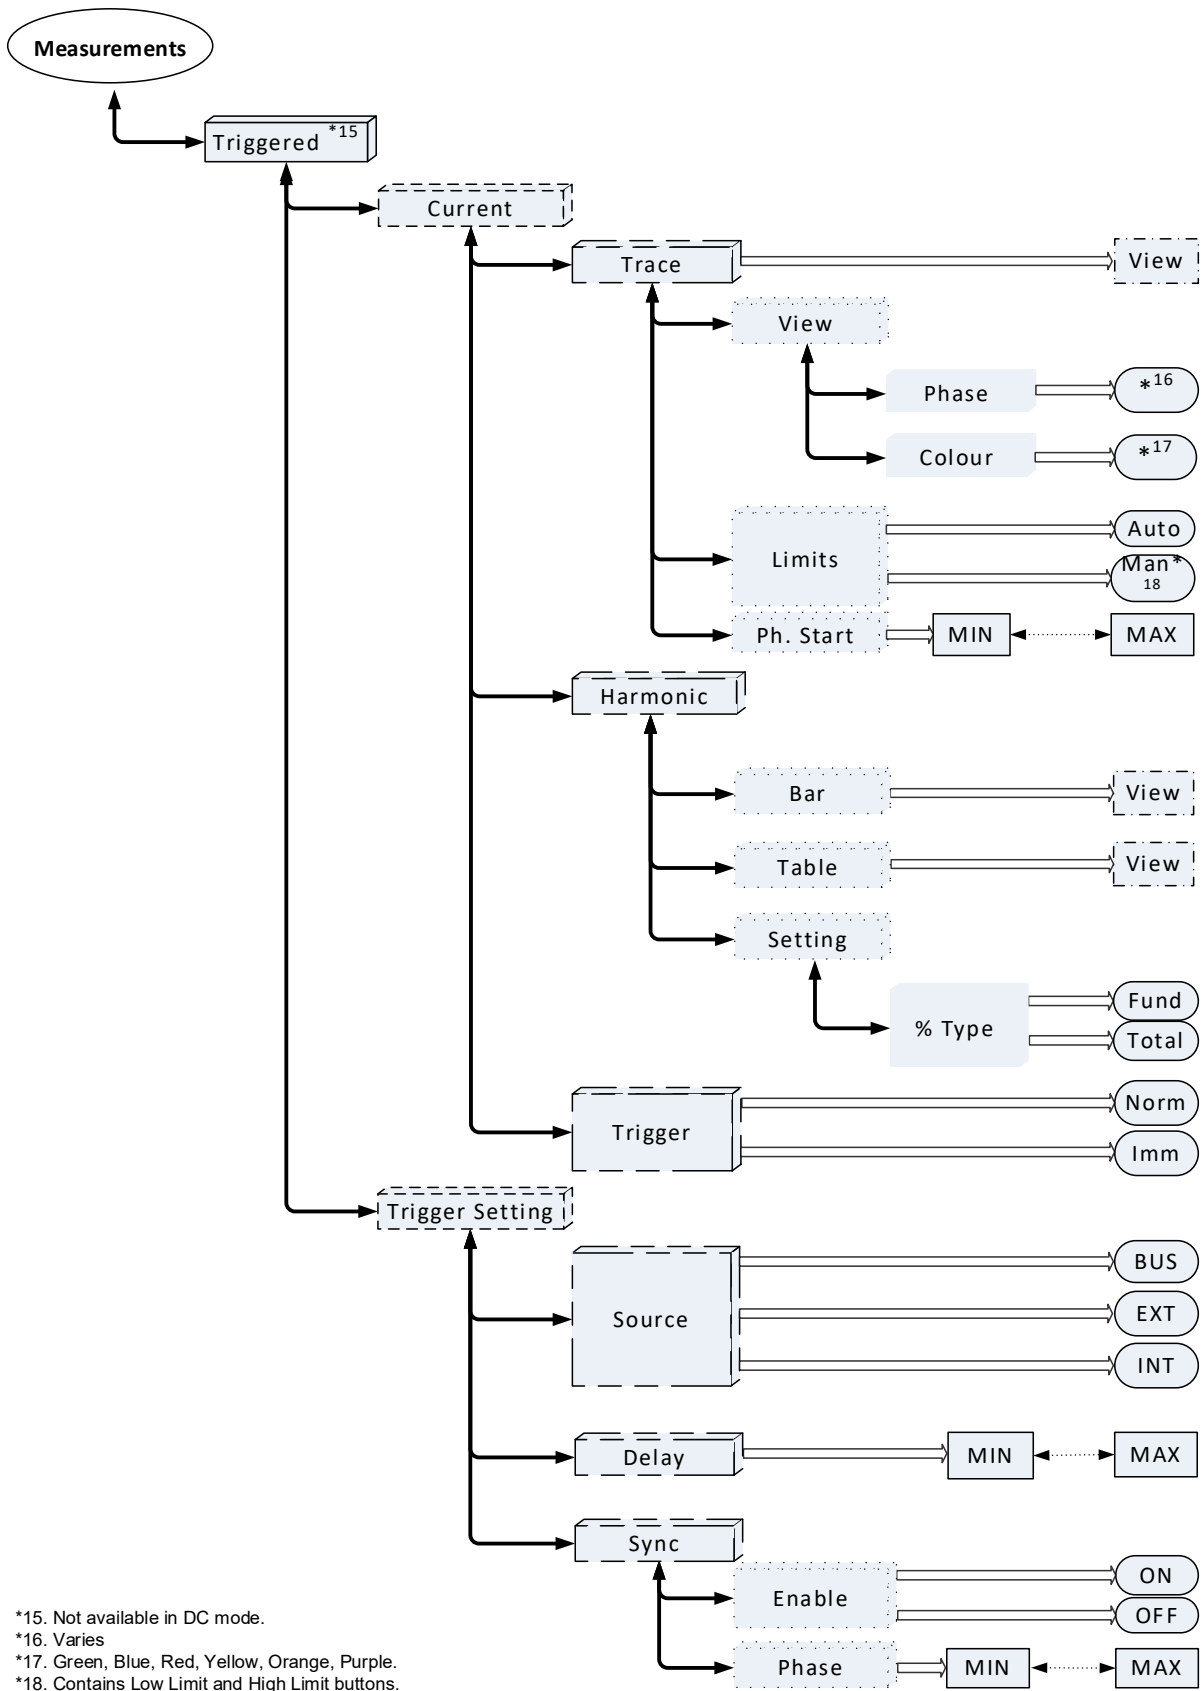 Measurements
Triggered *15
Current
Trace
View
View
Phase
*16
Colour
*17
Limits
Auto
Man*
18
Ph. Start
MIN
MAX
Harmonic
Bar
View
Table
View
Setting
% Type
Fund
Total
Trigger
Norm
Imm
Trigger Setting
Source
BUS
EXT
INT
Delay
MIN
MAX
Sync
Enable
ON
OFF
Phase
MIN
MAX
*15. Not available in DC mode.
*16. Varies
*17. Green, Blue, Red, Yellow, Orange, Purple.
*18. Contains Low Limit and High Limit buttons.